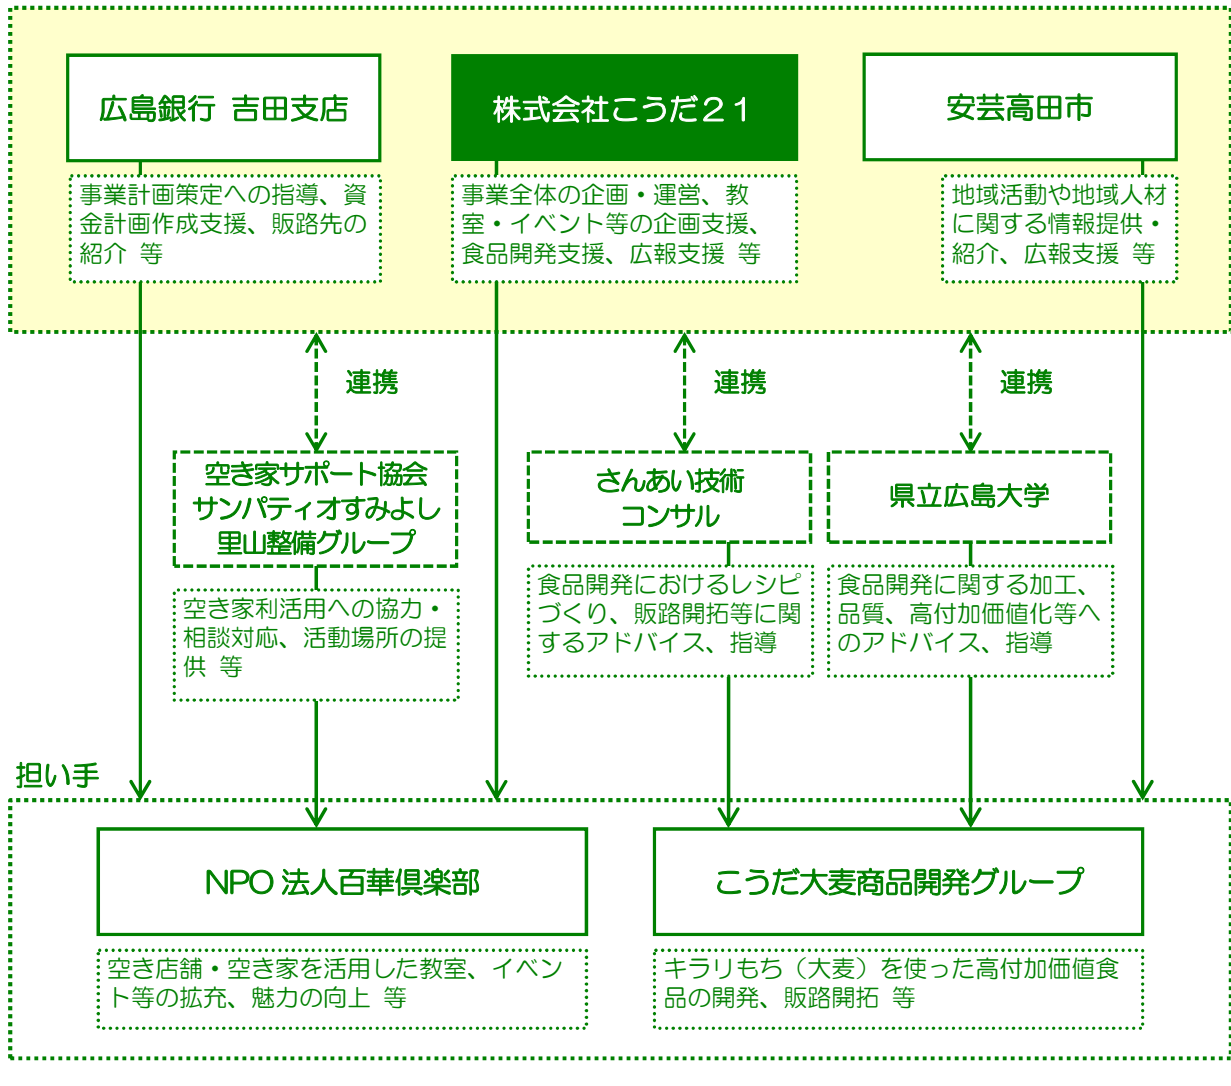 広島銀行 吉田支店
事業計画策定への指導、資
金計画作成支援、販路先の
紹介 等
株式会社こうだ２１
事業全体の企画・運営、教
室・イベント等の企画支援、
食品開発支援、広報支援 等
安芸高田市
地域活動や地域人材
に関する情報提供・
紹介、広報支援 等
連携
連携
連携
空き家サポート協会
サンパティオすみよし
里山整備グループ
空き家利活用への協力・
相談対応、活動場所の提
供 等
さんあい技術
コンサル
食品開発におけるレシピ
づくり、販路開拓等に関
するアドバイス、指導
県立広島大学
食品開発に関する加工、
品質、高付加価値化等へ
のアドバイス、指導
担い手
NPO 法人百華倶楽部
空き店舗・空き家を活用した教室、イベン
ト等の拡充、魅力の向上 等
こうだ大麦商品開発グループ
キラリもち（大麦）を使った高付加価値食
品の開発、販路開拓 等